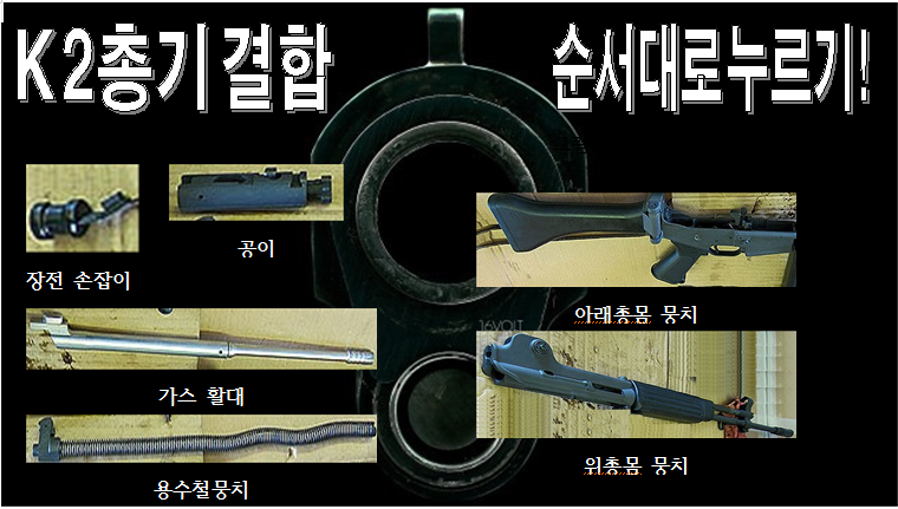 K2총기 결합
순서대로누르기!
장전 손잡이
공이
아래총몸 뭉치
16VOLT
가스 활대
위총몸 뭉치
용수철뭉치